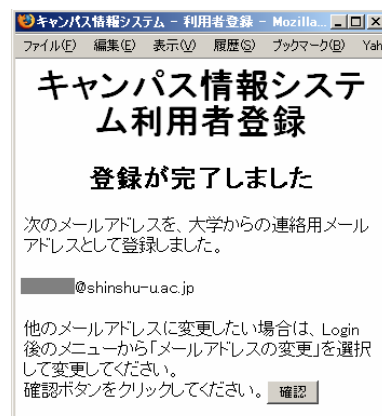 キャンパス情報システム - 利用者登録 - Mozilla...
ファイル(F) 編集(E) 表示(V) 履歴(S) ブックマーク(B) Yah
キャンパス情報システ
ム利用者登録
登録が完了しました
次のメールアドレスを、大学からの連絡用メール
アドレスとして登録しました。
@shinshu-u.ac.jp
他のメールアドレスに変更したい場合は、Login
後のメニューから「メールアドレスの変更」を選択
して変更してください。
確認ボタンをクリックしてください。 確認